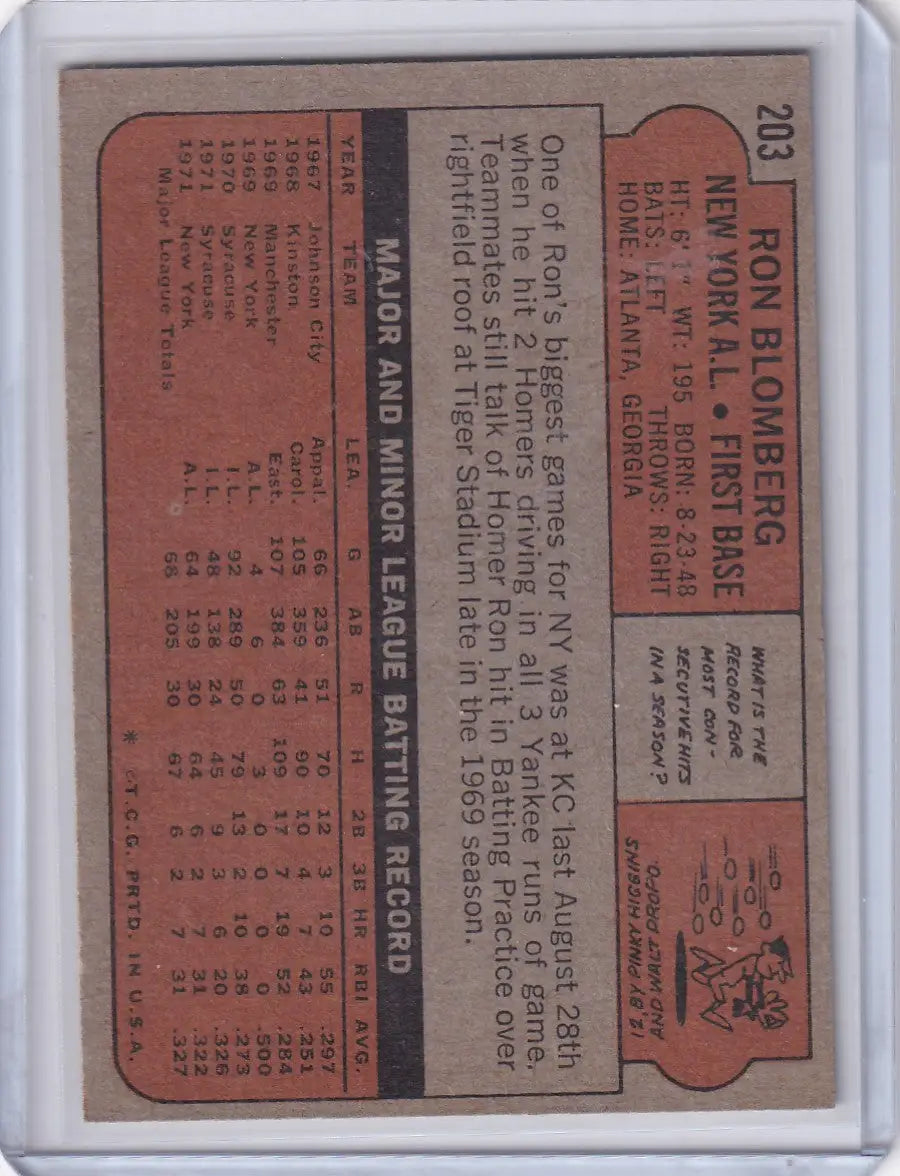 203
RON BLOMBERG
NEW YORK A.L. • FIRST BASE
HT: 6' 1" WT: 195 BORN: 8-23-48
BATS: LEFT THROWS: RIGHT
HOME: ATLANTA, GEORGIA
WHAT IS THE
RECORD FOR
MOST CON-
SECUTIVE HITS
IN A SEASON?
12, BY PINKY HIGGINS
AND WALT DROPO.
One of Ron's biggest games for NY was at KC last August 28th
when he hit 2 Homers driving in all 3 Yankee runs of game.
Teammates still talk of Homer Ron hit in Batting Practice over
rightfield roof at Tiger Stadium late in the 1969 season.
MAJOR AND MINOR LEAGUE BATTING RECORD
YEAR TEAM LEA. G AB R H 2B 3B HR RBI AVG.
1967 Johnson City Appal. 66 236 51 70 12 3 10 55 .297
1968 Kinston Carol. 105 359 41 90 10 4 7 43 .251
1969 Manchester East. 107 384 63 109 17 7 19 52 .284
1969 New York A.L. 4 6 0 3 0 0 0 0 .500
1970 Syracuse I.L. 92 289 50 79 13 2 10 38 .273
1971 Syracuse I.L. 48 138 24 45 9 3 6 20 .326
1971 New York A.L. 64 199 30 64 6 2 7 31 .322
Major League Totals 68 205 30 67 6 2 7 31 .327
* ©T.C.G. PRTD. IN U.S.A.